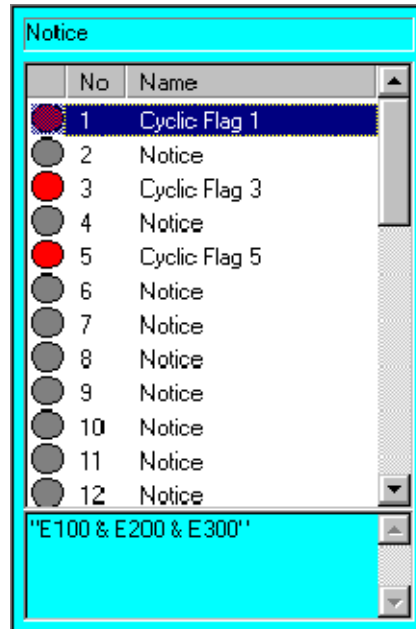 Notice
No Name
1 Cyclic Flag 1
2 Notice
3 Cyclic Flag 3
4 Notice
5 Cyclic Flag 5
6 Notice
7 Notice
8 Notice
9 Notice
10 Notice
11 Notice
12 Notice
"E100 & E200 & E300"